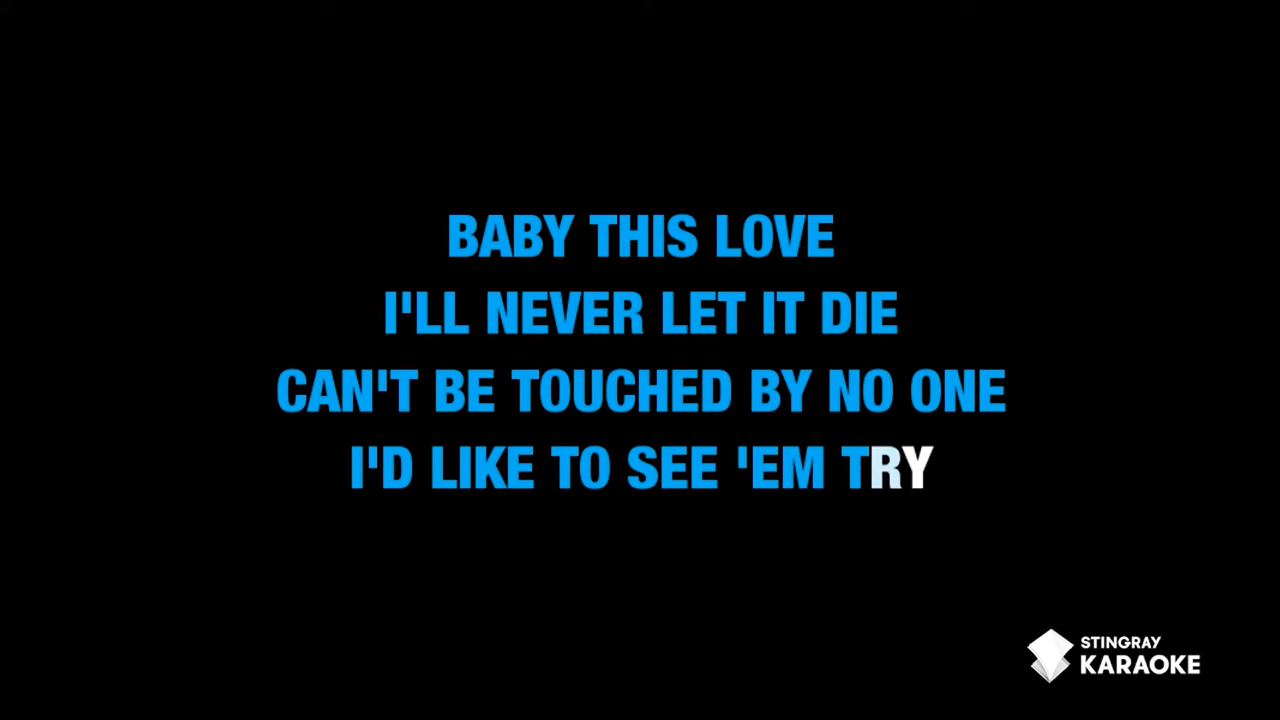 BABY THIS LOVE
I'LL NEVER LET IT DIE
CAN'T BE TOUCHED BY NO ONE
I'D LIKE TO SEE 'EM TRY
STINGRAY
KARAOKE